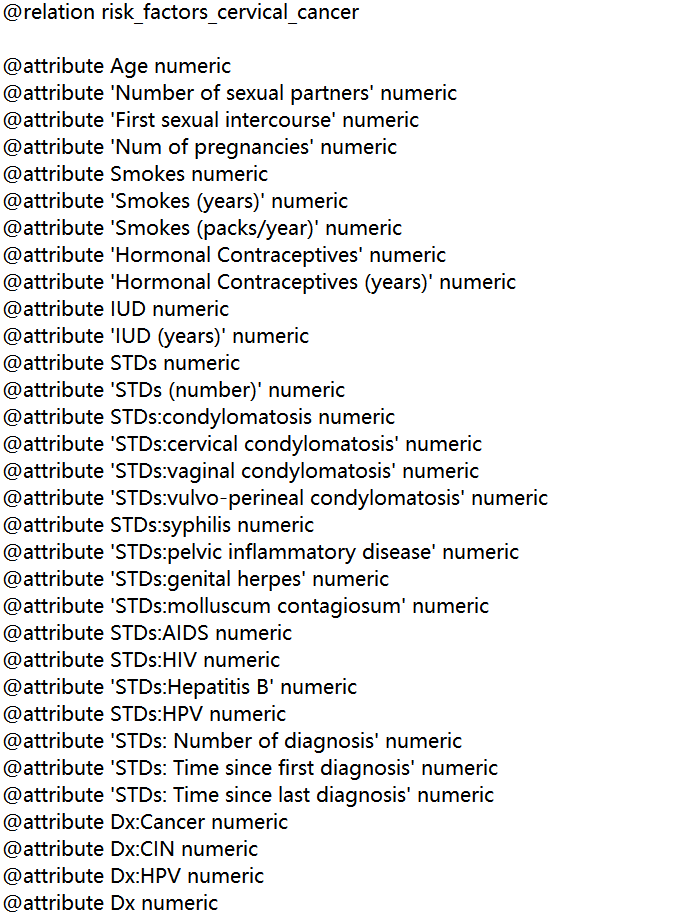 @relation risk_factors_cervical_cancer
@attribute Age numeric
@attribute 'Number of sexual partners' numeric
@attribute 'First sexual intercourse' numeric
@attribute 'Num of pregnancies' numeric
@attribute Smokes numeric
@attribute 'Smokes (years)' numeric
@attribute 'Smokes (packs/year)' numeric
@attribute 'Hormonal Contraceptives' numeric
@attribute 'Hormonal Contraceptives (years)' numeric
@attribute IUD numeric
@attribute 'IUD (years)' numeric
@attribute STDs numeric
@attribute 'STDs (number)' numeric
@attribute STDs:condylomatosis numeric
@attribute 'STDs:cervical condylomatosis' numeric
@attribute 'STDs:vaginal condylomatosis' numeric
@attribute 'STDs:vulvo-perineal condylomatosis' numeric
@attribute STDs:syphilis numeric
@attribute 'STDs:pelvic inflammatory disease' numeric
@attribute 'STDs:genital herpes' numeric
@attribute 'STDs:molluscum contagiosum' numeric
@attribute STDs:AIDS numeric
@attribute STDs:HIV numeric
@attribute 'STDs:Hepatitis B' numeric
@attribute STDs:HPV numeric
@attribute 'STDs: Number of diagnosis' numeric
@attribute 'STDs: Time since first diagnosis' numeric
@attribute 'STDs: Time since last diagnosis' numeric
@attribute Dx:Cancer numeric
@attribute Dx:CIN numeric
@attribute Dx:HPV numeric
@attribute Dx numeric